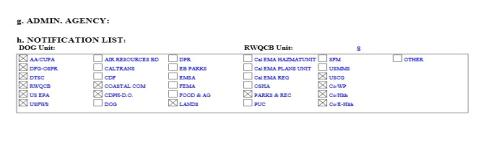 g. ADMIN. AGENCY:
h. NOTIFICATION LIST:
DOG Unit: RWQCB Unit: 8
AA/CUPA AIR RESOURCES BD DPR Cal EMA HAZMAT UNIT SFM OTHER
DFG-OSPR CALTRANS EB PARKS Cal EMA PLANS UNIT USMMS
DTSC CDF EMSA Cal EMA REG USCG
RWQCB COASTAL COM FEMA OSHA Co/WP
US EPA CDPH-D.O. FOOD & AG PARKS & REC Co/Hlth
USFWS DOG LANDS PUC Co/E-Hlth